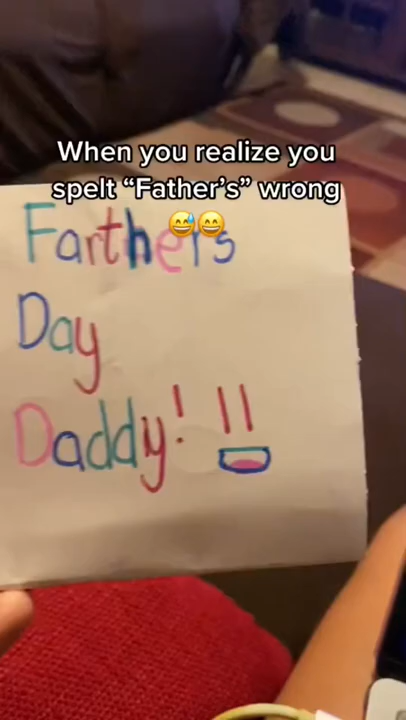 When you realize you
spelt “Father’s” wrong
😅😄
Farthers
Day
Daddy!